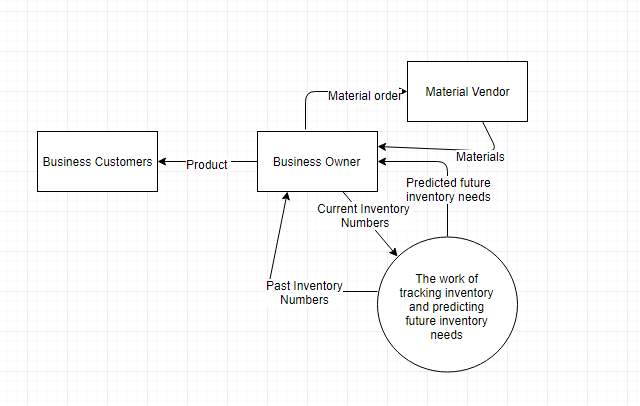 Material Vendor
Material order
Business Customers
Product
Business Owner
Materials
Predicted future
inventory needs
Current Inventory
Numbers
Past Inventory
Numbers
The work of
tracking inventory
and predicting
future inventory
needs